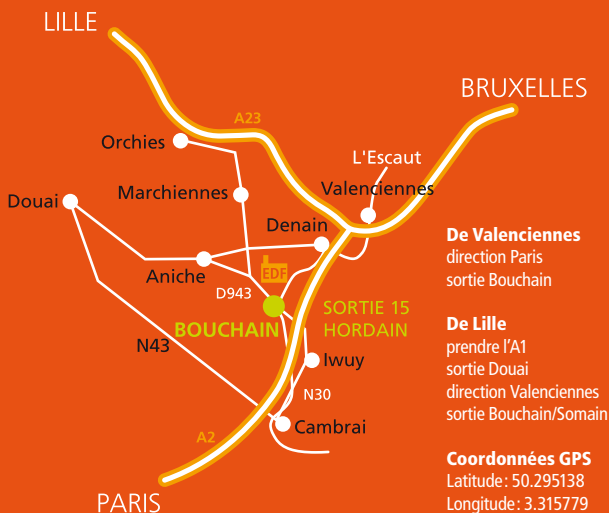 LILLE
BRUXELLES
A23
Orchies
L'Escaut
Marchiennes
Valenciennes
Douai
Denain
Aniche
EDF
D943
BOUCHAIN
SORTIE 15
HORDAIN
N43
Iwuy
N30
Cambrai
A2
PARIS
De Valenciennes
direction Paris
sortie Bouchain
De Lille
prendre l'A1
sortie Douai
direction Valenciennes
sortie Bouchain/Somain
Coordonnées GPS
Latitude: 50.295138
Longitude: 3.315779